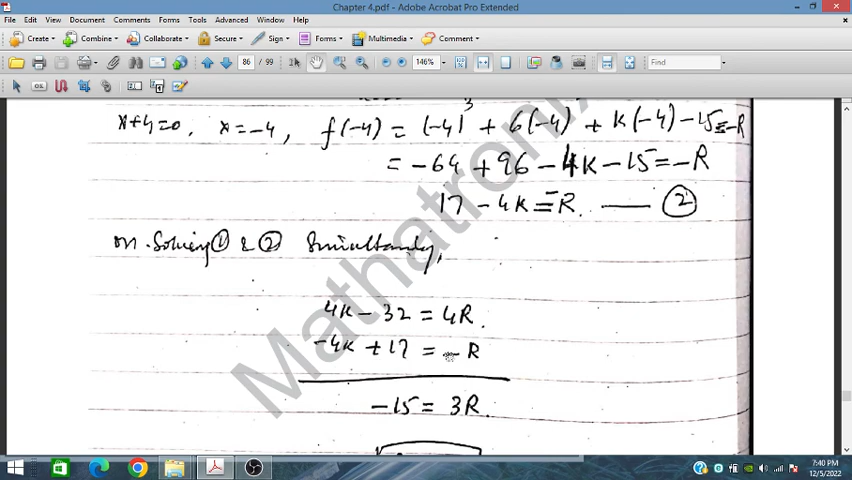 Chapter 4.pdf - Adobe Acrobat Pro Extended
File Edit View Document Comments Forms Tools Advanced Window Help
Create Combine Collaborate Secure Sign Forms Multimedia Comment
86 / 99 146% Find
x+4=0, x=-4, f(-4) = (-4)³ + 6(-4) + K(-4) -15=-R
= -64 + 96 - 4K - 15 = -R
17 - 4K = -R. —— ②
on Solving ① & ② Simultanly,
4K - 32 = 4R.
-4K + 17 = - R
-15 = 3R.
Mathatroni
7:40 PM
12/5/2022